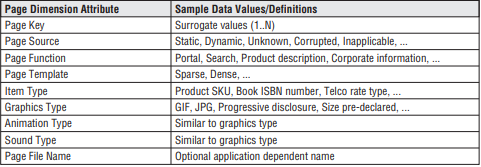 Page Dimension Attribute Sample Data Values/Definitions
Page Key Surrogate values (1..N)
Page Source Static, Dynamic, Unknown, Corrupted, Inapplicable, ...
Page Function Portal, Search, Product description, Corporate information, ...
Page Template Sparse, Dense, ...
Item Type Product SKU, Book ISBN number, Telco rate type, ...
Graphics Type GIF, JPG, Progressive disclosure, Size pre-declared, ...
Animation Type Similar to graphics type
Sound Type Similar to graphics type
Page File Name Optional application dependent name